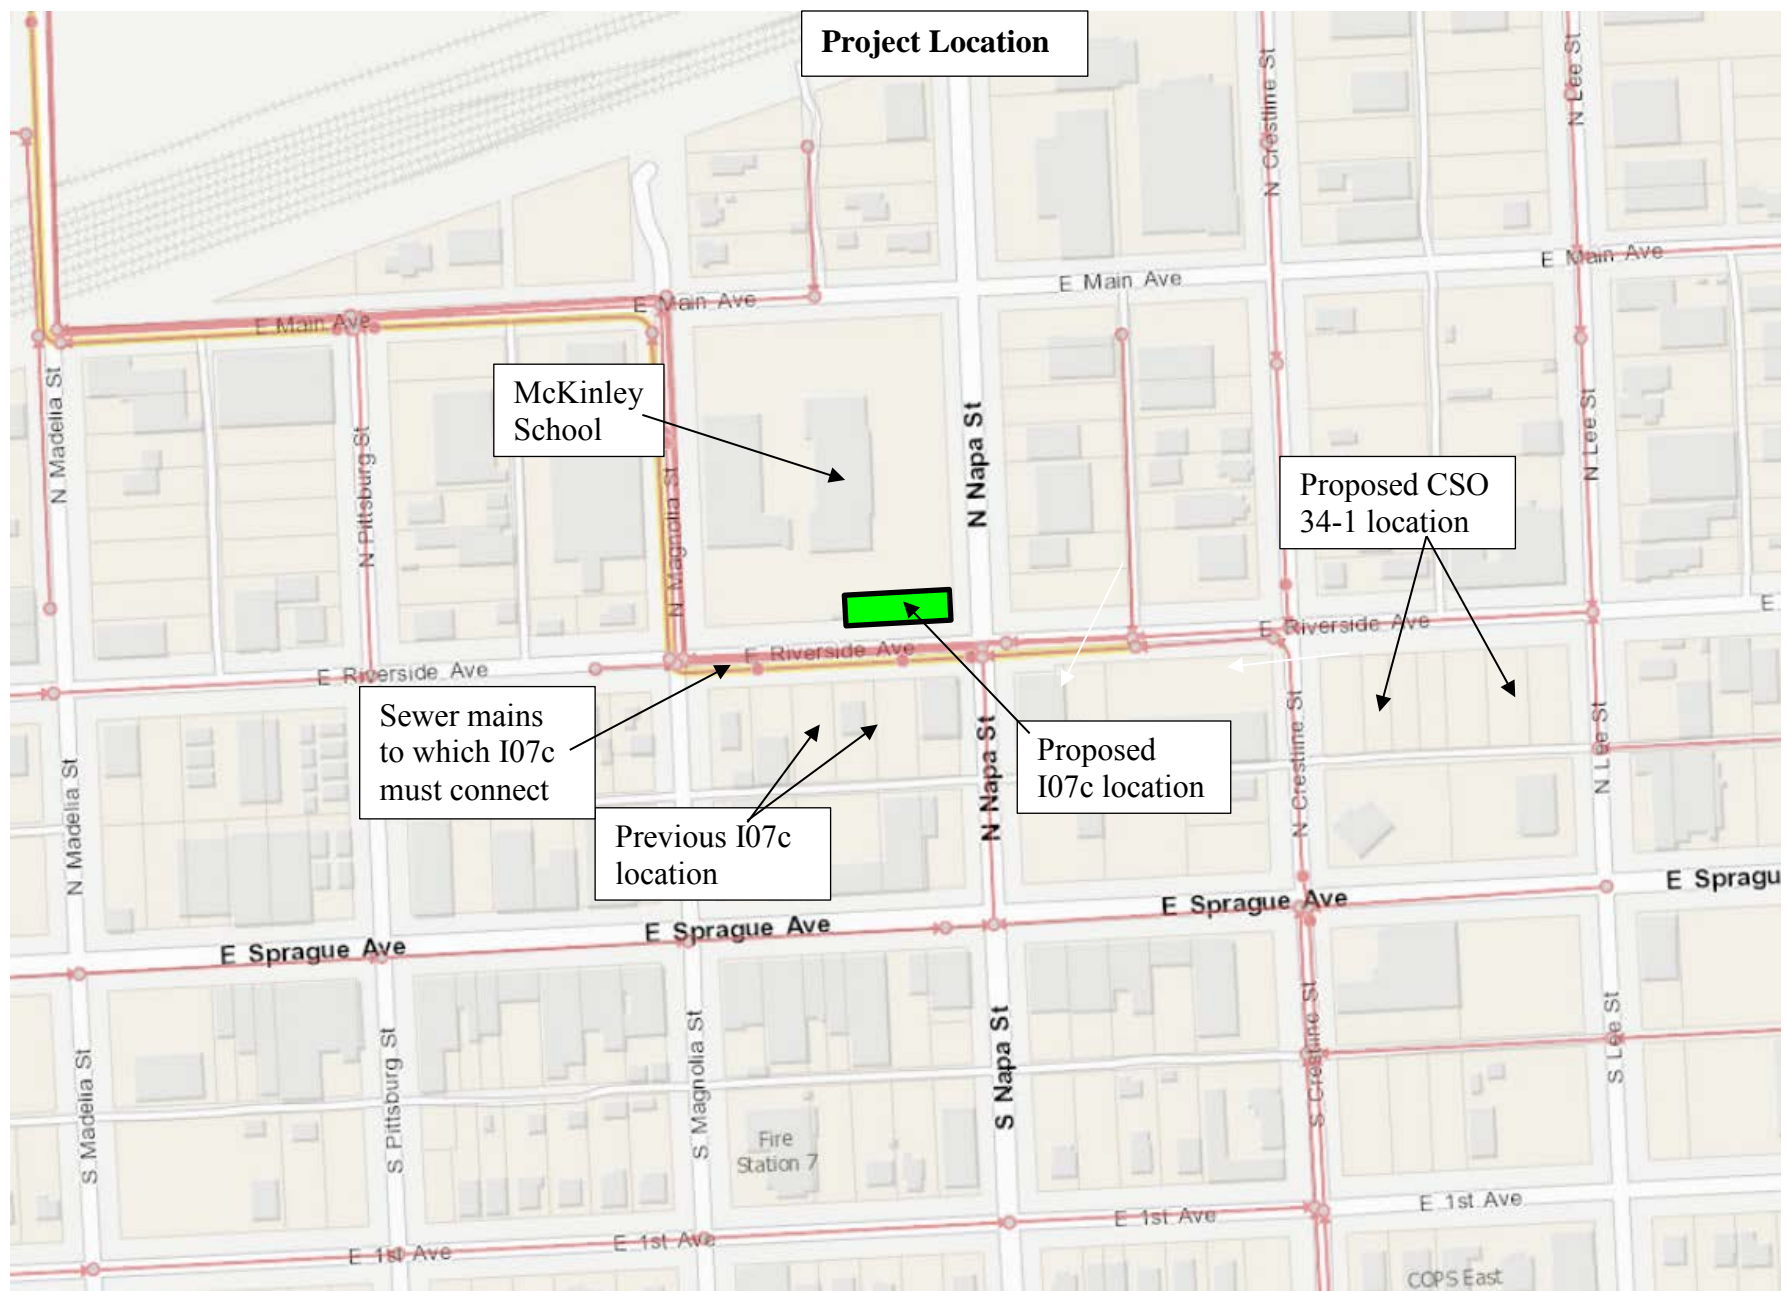 Project Location
N Crestline St
N Lee St
N Lee St
E Main Ave
E Main Ave
E Main Ave
E Main Ave
McKinley
School
N Madelia St
N Pittsburg St
N Magnolia St
N Napa St
N Lee St
Proposed CSO
34-1 location
E
E Riverside Ave
E Riverside Ave
E Riverside Ave
Sewer mains
to which I07c
must connect
Proposed
I07c location
Previous I07c
location
N Madelia St
N Napa St
N Crestline St
N Lee St
E Spragu
E Sprague Ave
E Sprague Ave
E Sprague Ave
S Madelia St
S Pittsburg St
S Magnolia St
S Napa St
S Crestline St
S Lee St
Fire
Station 7
E 1st Ave
E 1st Ave
E 1st Ave
E 1st Ave
COPS East